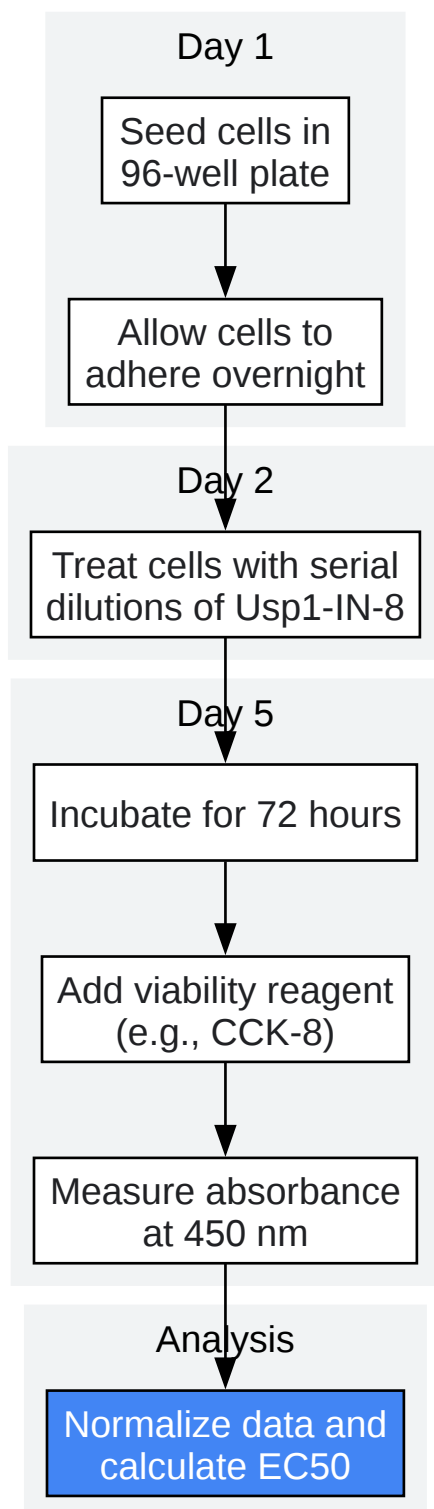 Day 1
Seed cells in
96-well plate
Allow cells to
adhere overnight
Day 2
Treat cells with serial
dilutions of Usp1-IN-8
Day 5
Incubate for 72 hours
Add viability reagent
(e.g., CCK-8)
Measure absorbance
at 450 nm
Analysis
Normalize data and
calculate EC50